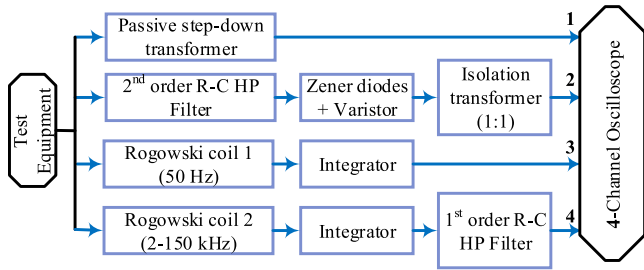 Test
Equipment
Passive step-down
transformer
1
2nd order R-C HP
Filter
Zener diodes
+ Varistor
Isolation
transformer
(1:1)
2
Rogowski coil 1
(50 Hz)
Integrator
3
Rogowski coil 2
(2-150 kHz)
Integrator
1st order R-C
HP Filter
4
4-Channel Oscilloscope